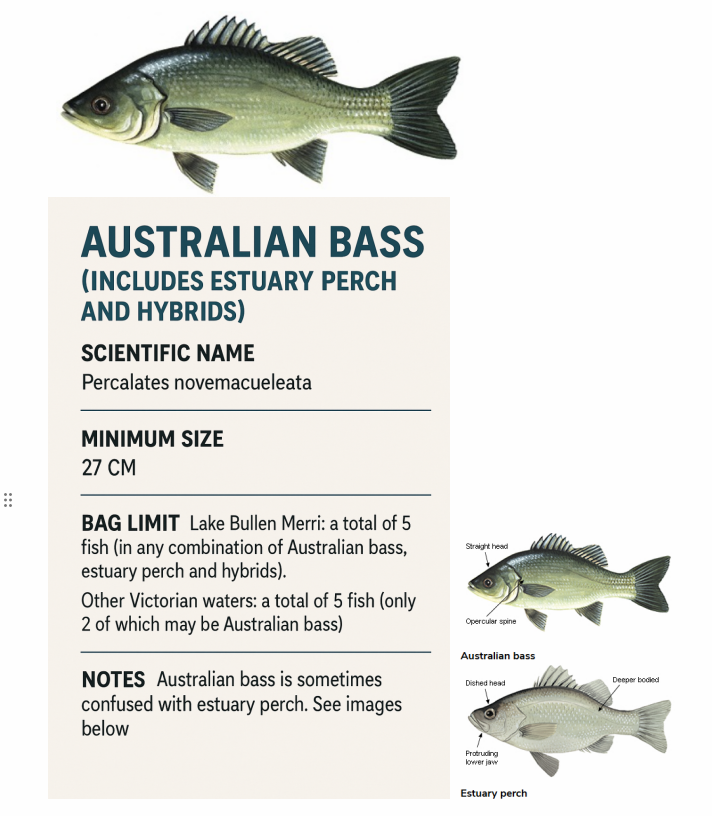 AUSTRALIAN BASS
(INCLUDES ESTUARY PERCH
AND HYBRIDS)
SCIENTIFIC NAME
Percalates novemacueleata
MINIMUM SIZE
27 CM
BAG LIMIT Lake Bullen Merri: a total of 5
fish (in any combination of Australian bass,
estuary perch and hybrids).
Other Victorian waters: a total of 5 fish (only
2 of which may be Australian bass)
NOTES Australian bass is sometimes
confused with estuary perch. See images
below
Straight head
Opercular spine
Australian bass
Dished head
Deeper bodied
Protruding
lower jaw
Estuary perch